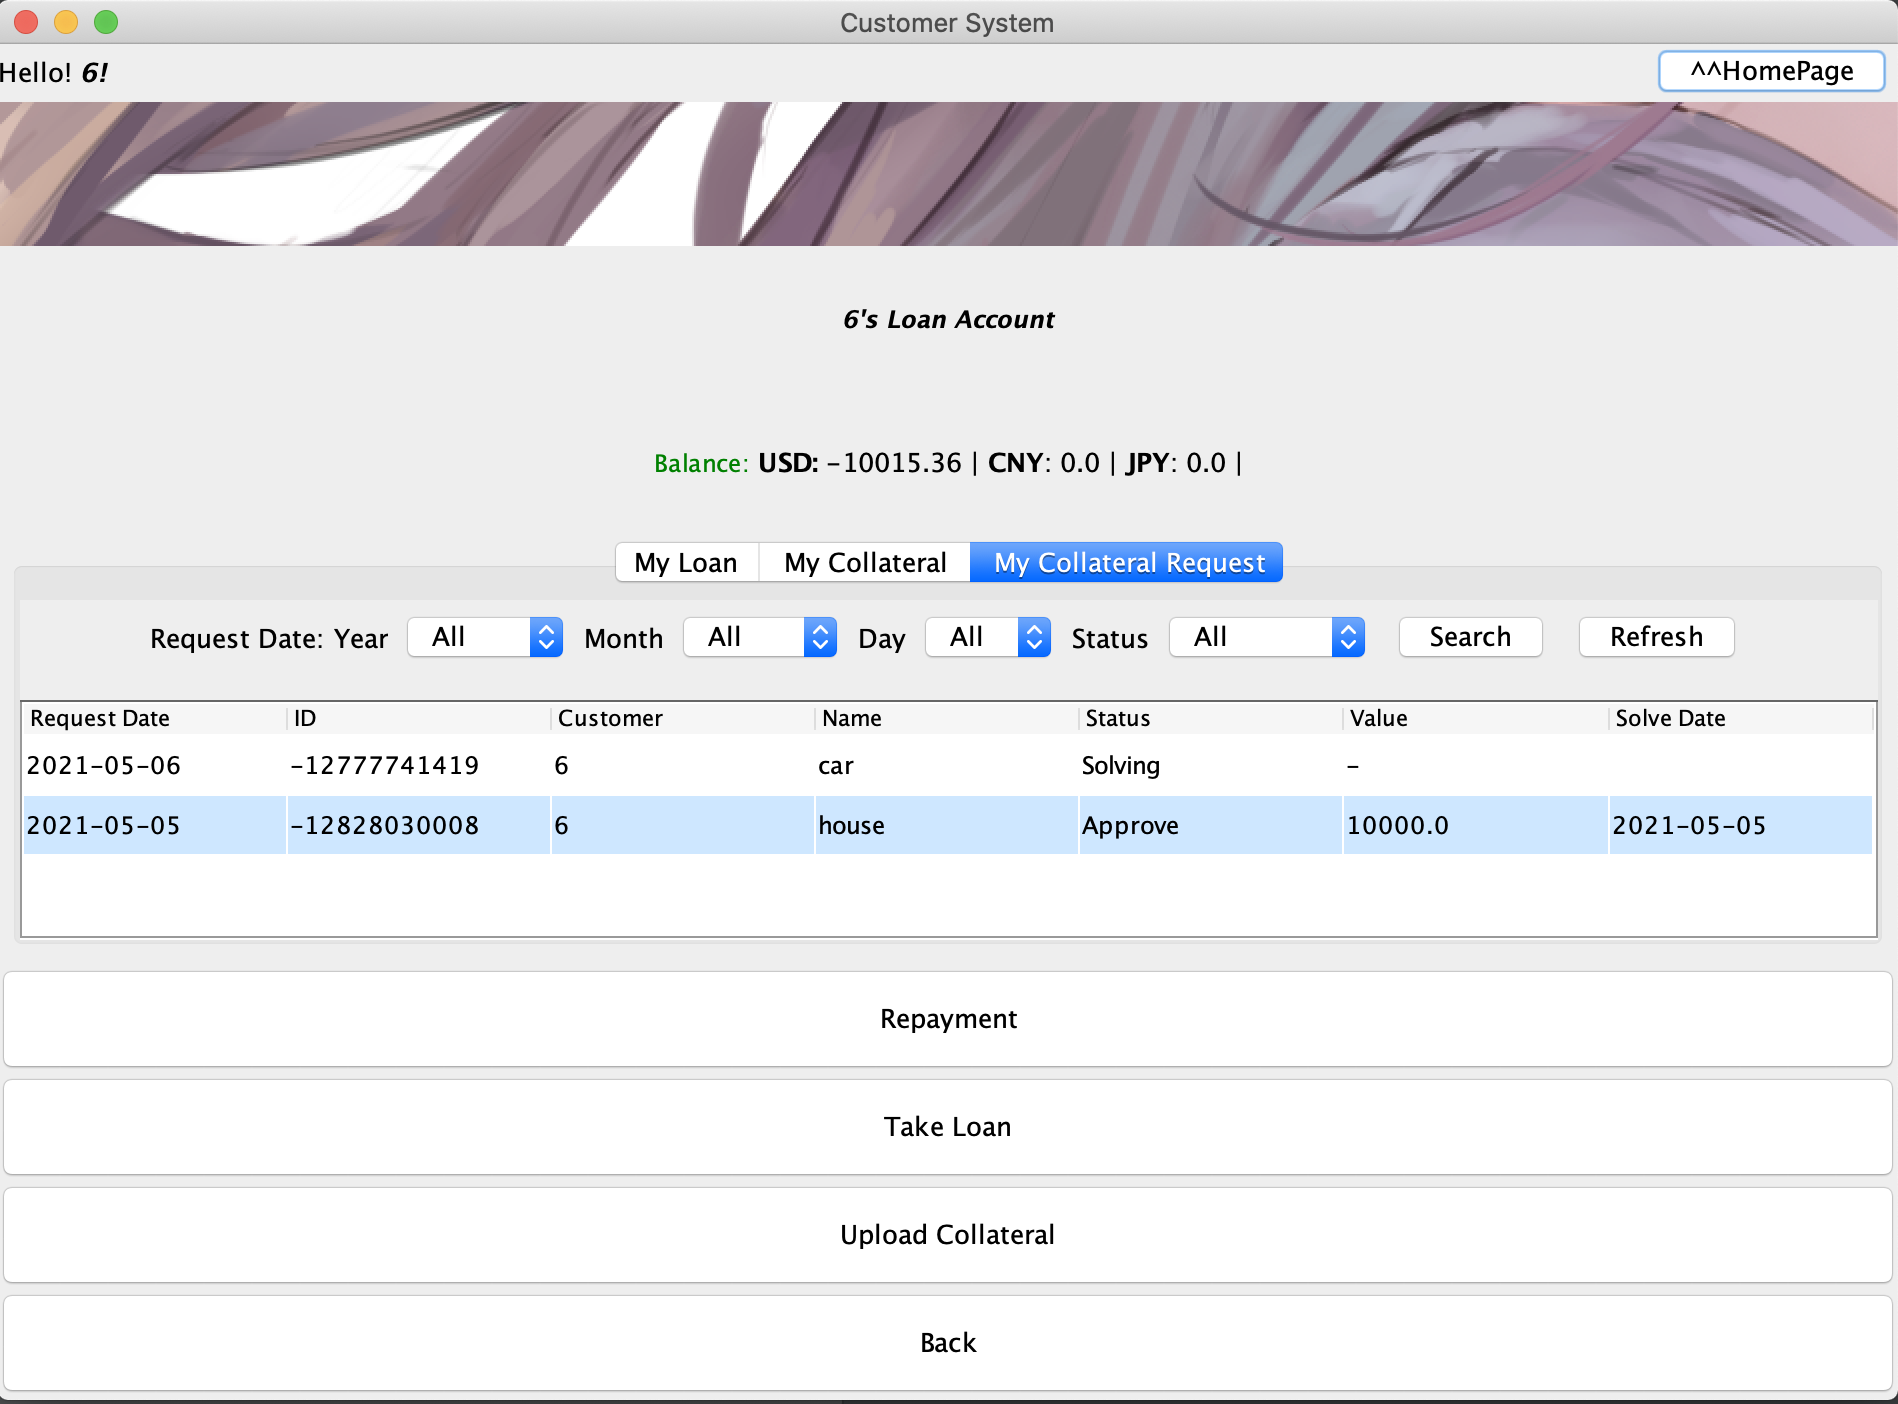 Customer System
Hello! 6!
^^HomePage
6's Loan Account
Balance: USD: -10015.36 | CNY: 0.0 | JPY: 0.0 |
My Loan My Collateral My Collateral Request
Request Date: Year All Month All Day All Status All Search Refresh
Request Date ID Customer Name Status Value Solve Date
2021-05-06 -12777741419 6 car Solving -
2021-05-05 -12828030008 6 house Approve 10000.0 2021-05-05
Repayment
Take Loan
Upload Collateral
Back